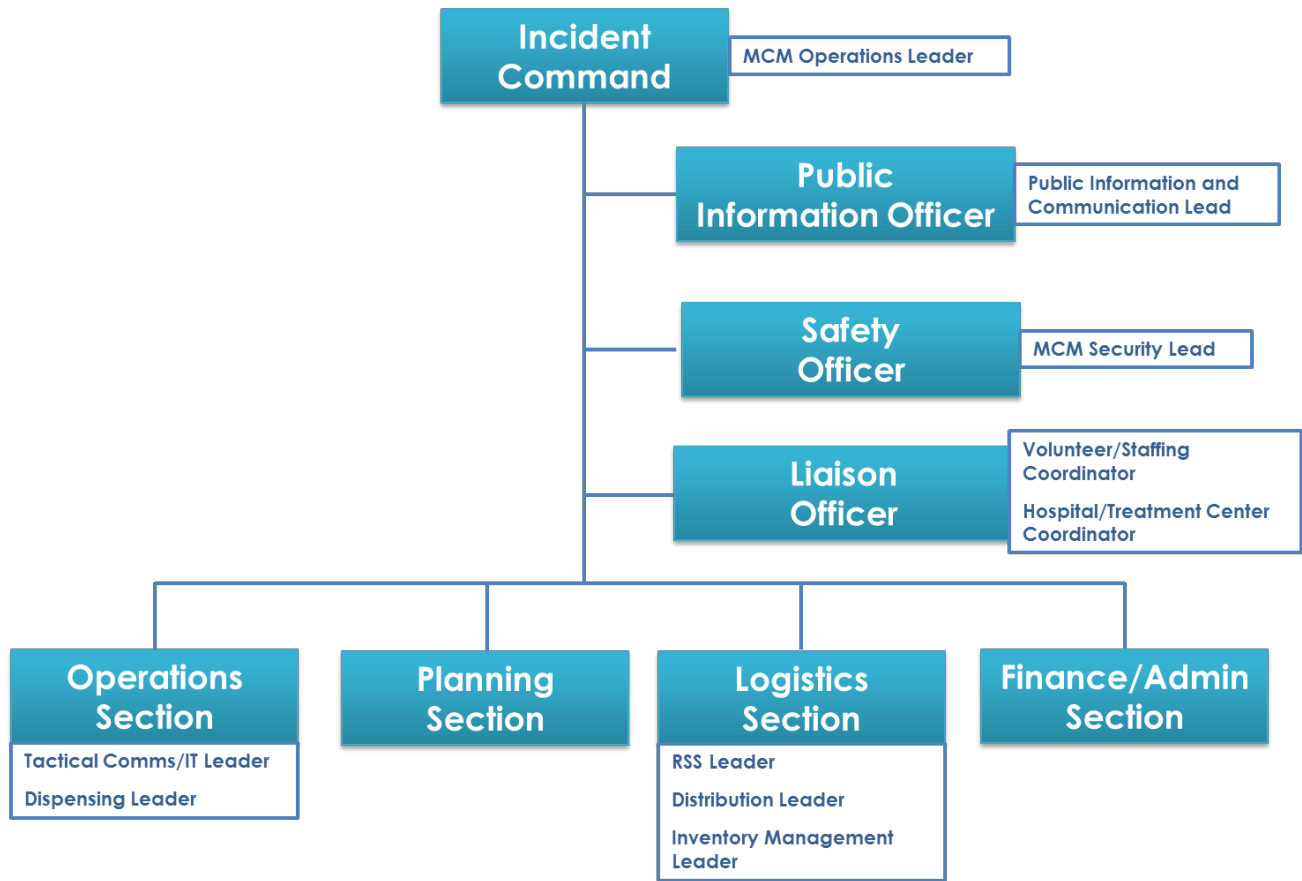 Incident
Command
MCM Operations Leader
Public
Information Officer
Public Information and
Communication Lead
Safety
Officer
MCM Security Lead
Liaison
Officer
Volunteer/Staffing
Coordinator
Hospital/Treatment Center
Coordinator
Operations
Section
Tactical Comms/IT Leader
Dispensing Leader
Planning
Section
Logistics
Section
RSS Leader
Distribution Leader
Inventory Management
Leader
Finance/Admin
Section